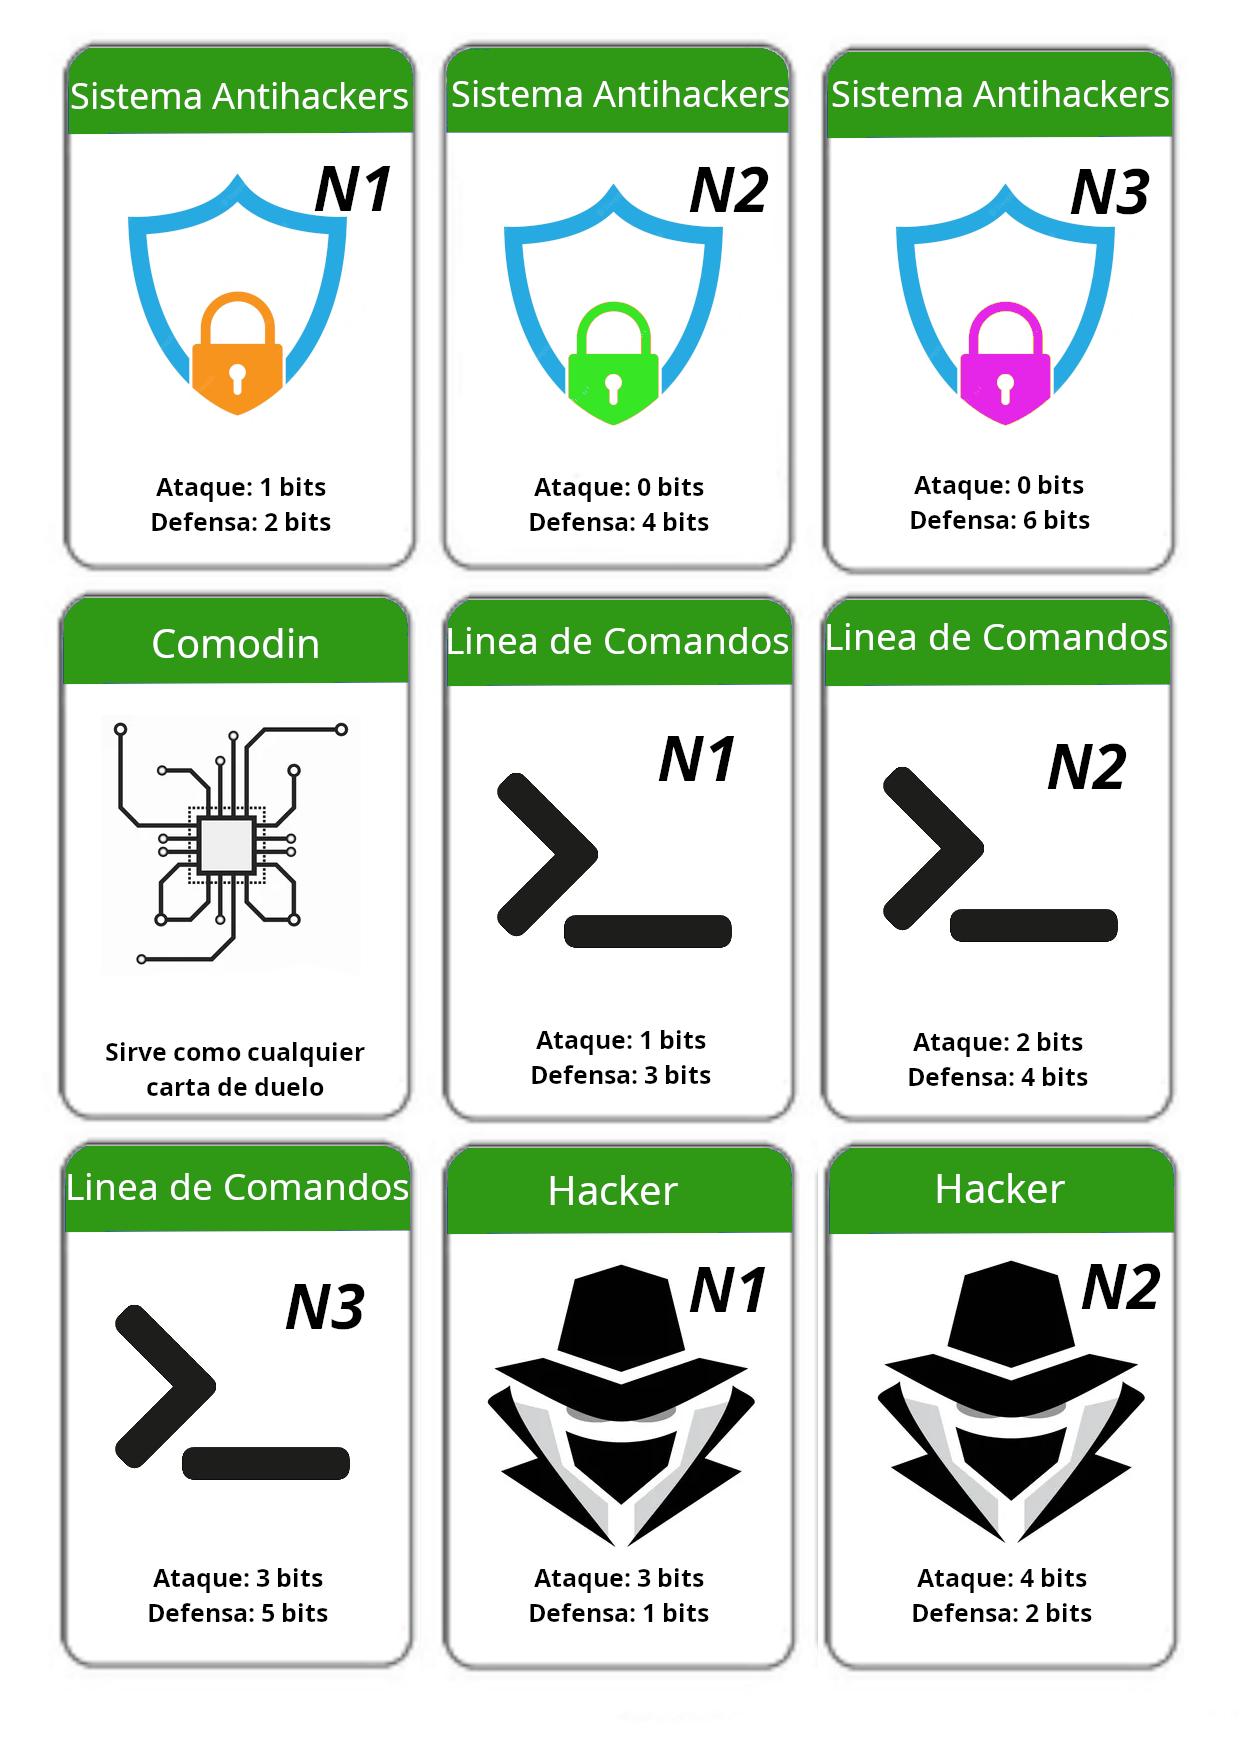 Sistema Antihackers
N1
Ataque: 1 bits
Defensa: 2 bits
Sistema Antihackers
N2
Ataque: 0 bits
Defensa: 4 bits
Sistema Antihackers
N3
Ataque: 0 bits
Defensa: 6 bits
Comodin
Sirve como cualquier
carta de duelo
Linea de Comandos
N1
Ataque: 1 bits
Defensa: 3 bits
Linea de Comandos
N2
Ataque: 2 bits
Defensa: 4 bits
Linea de Comandos
N3
Ataque: 3 bits
Defensa: 5 bits
Hacker
N1
Ataque: 3 bits
Defensa: 1 bits
Hacker
N2
Ataque: 4 bits
Defensa: 2 bits